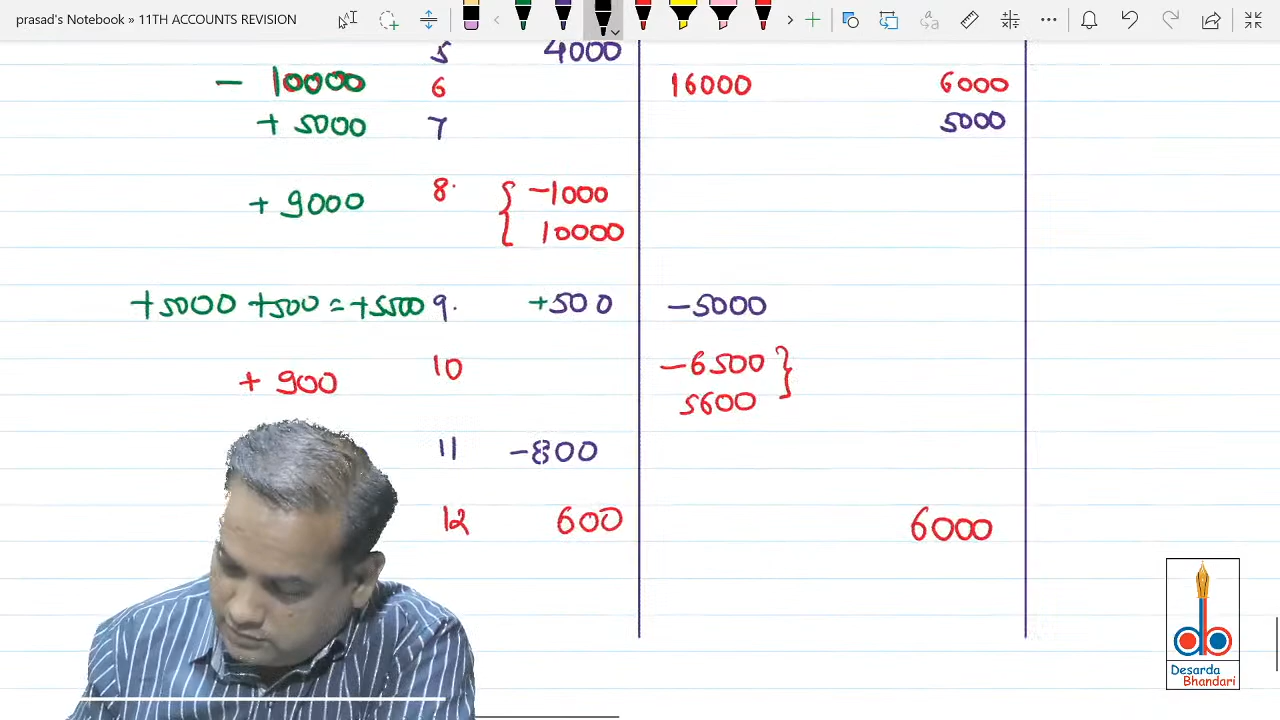 prasad's Notebook » 11TH ACCOUNTS REVISION
5 4000
- 10000 6 16000 6000
+ 5000 7 5000
+ 9000 8. { -1000
10000
+5000 +500 = +5500 9. +500 -5000
+ 900 10 -6500 }
5600
11 -800
12 600 6000
Desarda
Bhandari